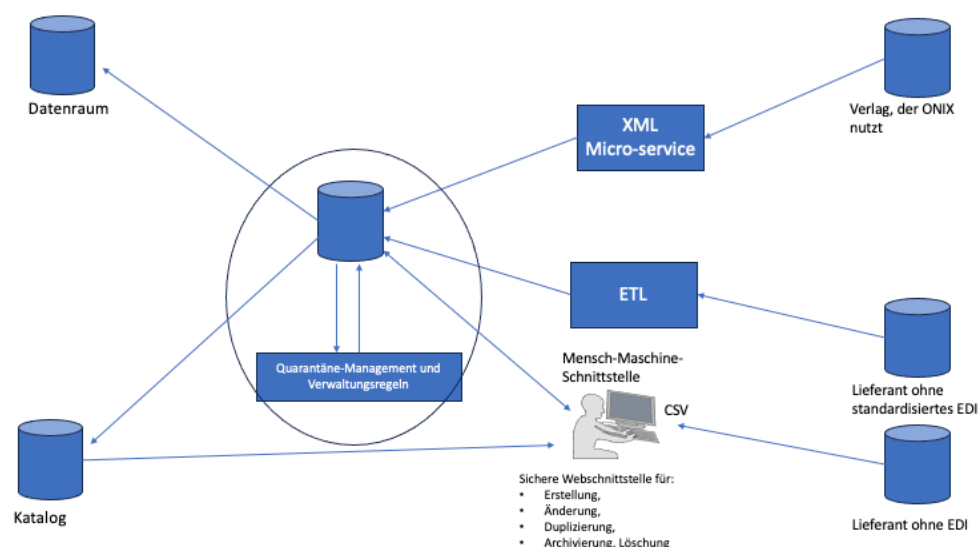 Datenraum
XML
Micro-service
Verlag, der ONIX
nutzt
ETL
Quarantäne-Management und
Verwaltungsregeln
Mensch-Maschine-
Schnittstelle
CSV
Lieferant ohne
standardisiertes EDI
Katalog
Sichere Webschnittstelle für:
• Erstellung,
• Änderung,
• Duplizierung,
• Archivierung, Löschung
Lieferant ohne EDI